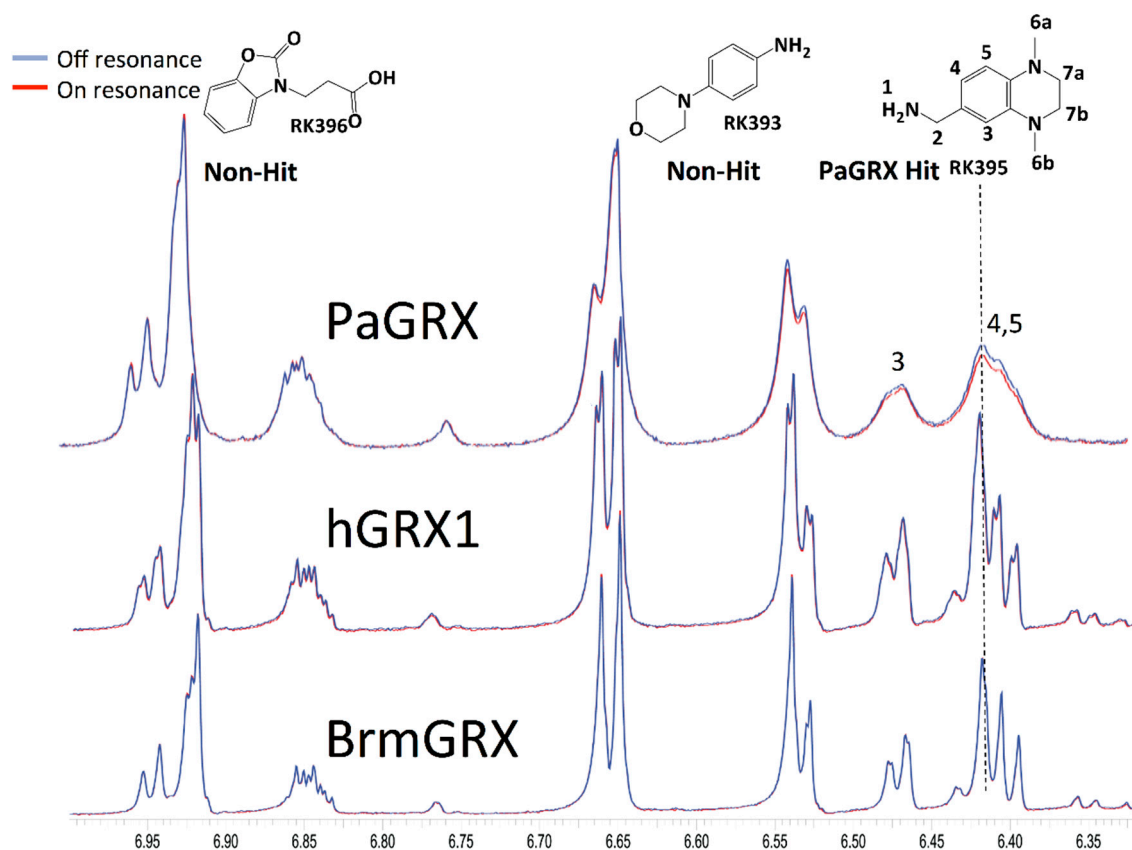 Off resonance
On resonance
O
O
N
OH
O
RK396
Non-Hit
NH2
N
O
RK393
Non-Hit
6a
5
N
4
7a
1
H2N
7b
2
3
N
6b
PaGRX Hit
RK395
PaGRX
3
4,5
hGRX1
BrmGRX
6.95
6.90
6.85
6.80
6.75
6.70
6.65
6.60
6.55
6.50
6.45
6.40
6.35